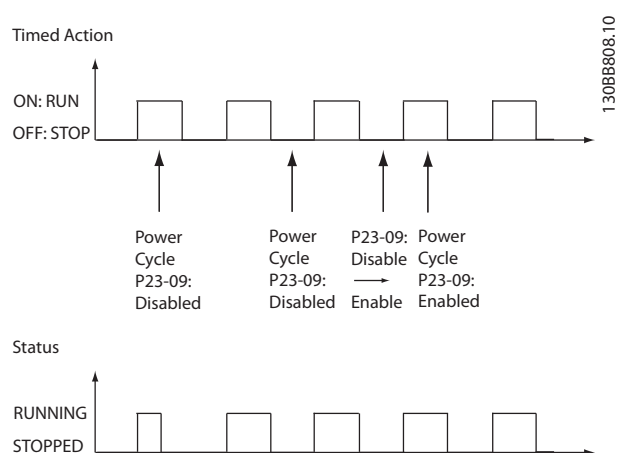 Timed Action
130BB808.10
ON: RUN
OFF: STOP
Power
Cycle
P23-09:
Disabled
Power
Cycle
P23-09:
Disabled
P23-09:
Disable
Enable
Power
Cycle
P23-09:
Enabled
Status
RUNNING
STOPPED